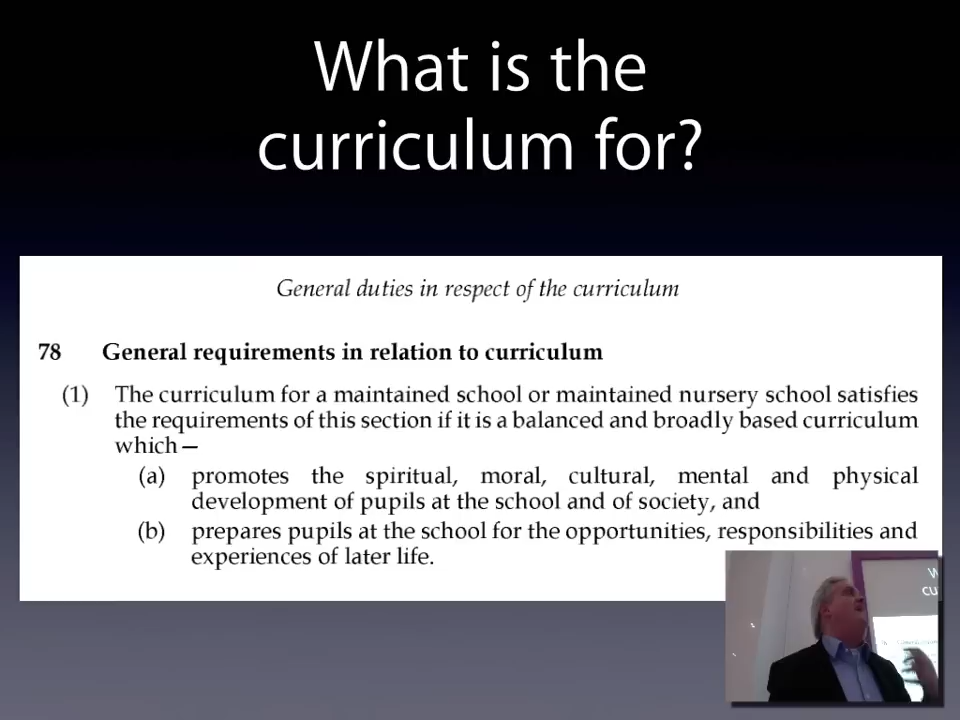 What is the
curriculum for?
General duties in respect of the curriculum
78 General requirements in relation to curriculum
(1) The curriculum for a maintained school or maintained nursery school satisfies
the requirements of this section if it is a balanced and broadly based curriculum
which —
(a) promotes the spiritual, moral, cultural, mental and physical
development of pupils at the school and of society, and
(b) prepares pupils at the school for the opportunities, responsibilities and
experiences of later life.
W
cu